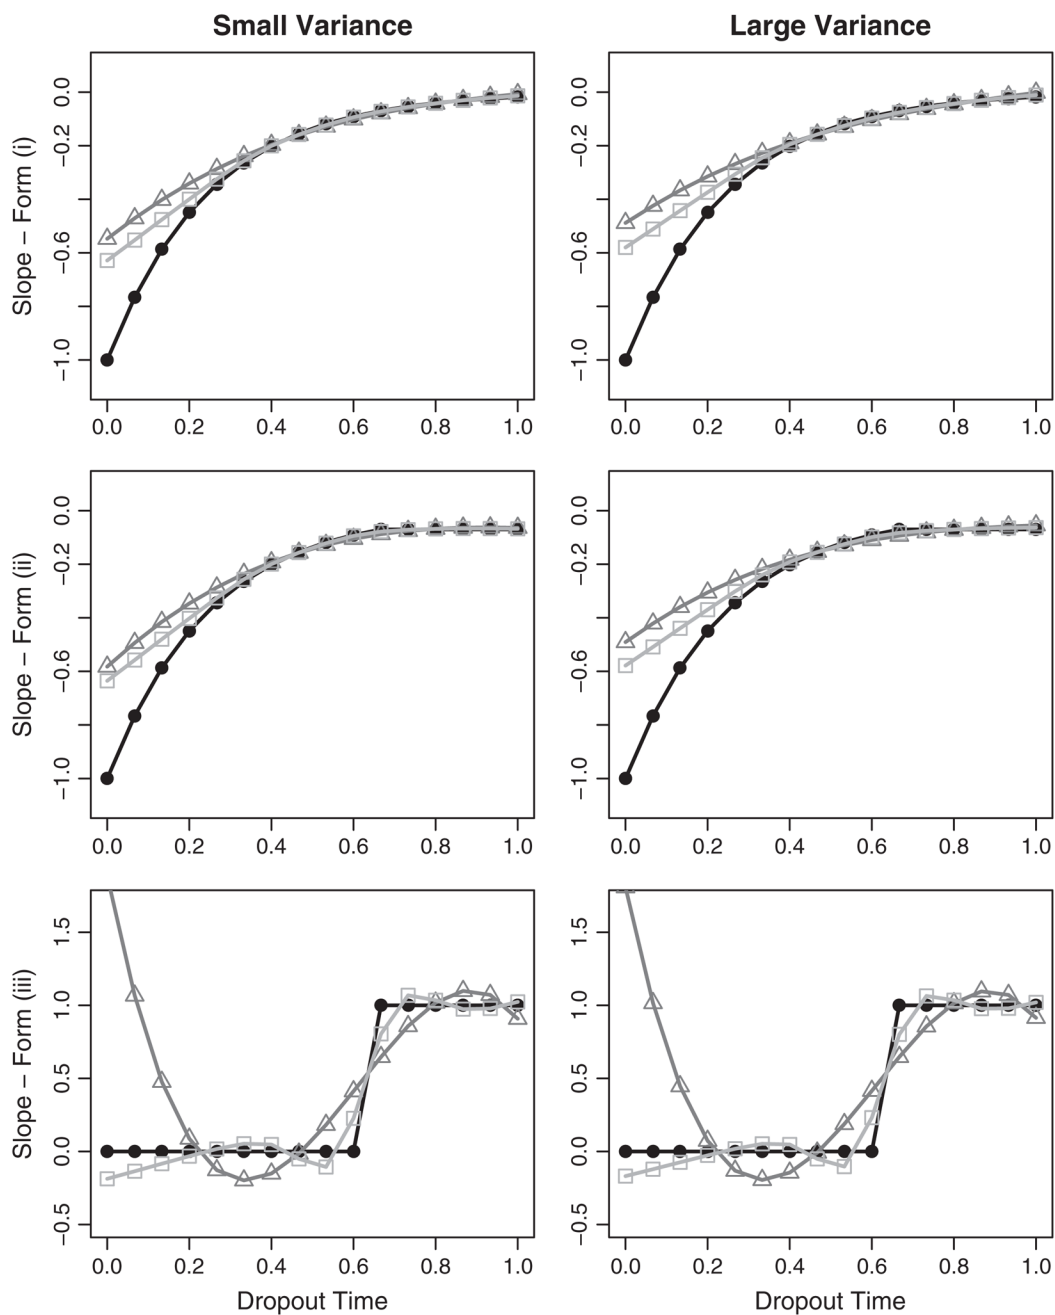 Small Variance
Large Variance
Slope – Form (i)
0.0
−0.2
−0.6
−1.0
0.0 0.2 0.4 0.6 0.8 1.0
0.0
−0.2
−0.6
−1.0
0.0 0.2 0.4 0.6 0.8 1.0
Slope – Form (ii)
0.0
−0.2
−0.6
−1.0
0.0 0.2 0.4 0.6 0.8 1.0
0.0
−0.2
−0.6
−1.0
0.0 0.2 0.4 0.6 0.8 1.0
Slope – Form (iii)
1.5
1.0
0.5
0.0
−0.5
0.0 0.2 0.4 0.6 0.8 1.0
Dropout Time
1.5
1.0
0.5
0.0
−0.5
0.0 0.2 0.4 0.6 0.8 1.0
Dropout Time